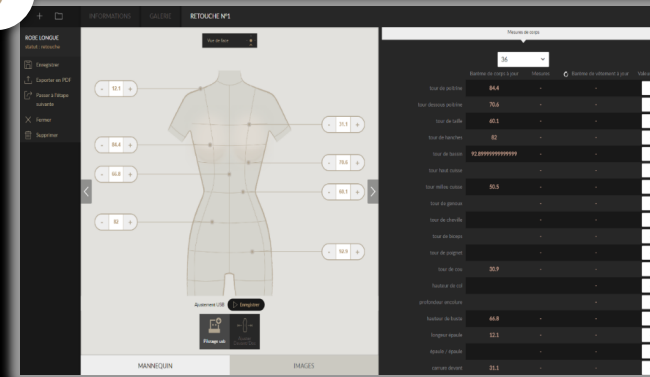 INFORMATIONS GALERIE RETOUCHE N°1
ROBE LONGUE
statut : retouche
Enregistrer
Exporter en PDF
Passer à l'étape
suivante
Fermer
Supprimer
Vue de face
- 12.1 +
- 31.1 +
- 84.4 +
- 70.6 +
- 66.8 +
- 60.1 +
- 82 +
- 92.9 +
Ajustement USB Enregistrer
Pilotage usb
MANNEQUIN IMAGES
Mesures de corps
36
Barème de corps à jour Mesures Barème de vêtement à jour
tour de poitrine 84.4 - -
tour dessous poitrine 70.6 - -
tour de taille 60.1 - -
tour de hanches 82 - -
tour de bassin 92.89999999999999 - -
tour haut cuisse - -
tour milieu cuisse 50.5 - -
tour de genoux - -
tour de cheville - -
tour de biceps - -
tour de poignet - -
tour de cou 30.9 - -
hauteur de col -
profondeur encolure -
hauteur de buste 66.8 - -
longueur épaule 12.1 - -
épaule / épaule - -
carrure devant 31.1 - -